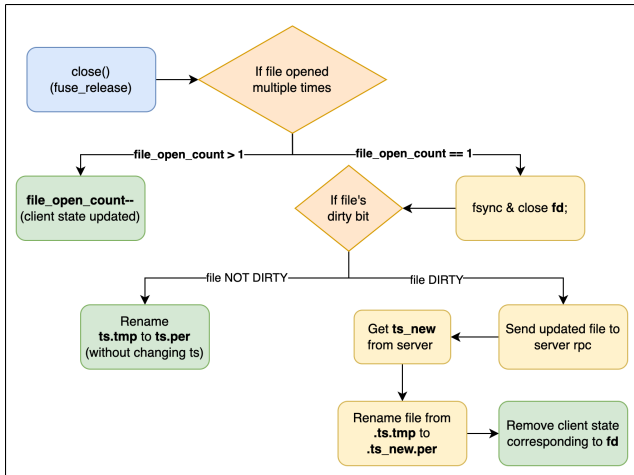 close()
(fuse_release)
If file opened
multiple times
file_open_count > 1
file_open_count == 1
file_open_count--
(client state updated)
If file's
dirty bit
fsync & close fd;
file NOT DIRTY
file DIRTY
Rename
ts.tmp to ts.per
(without changing ts)
Get ts_new
from server
Send updated file to
server rpc
Rename file from
.ts.tmp to
.ts_new.per
Remove client state
corresponding to fd